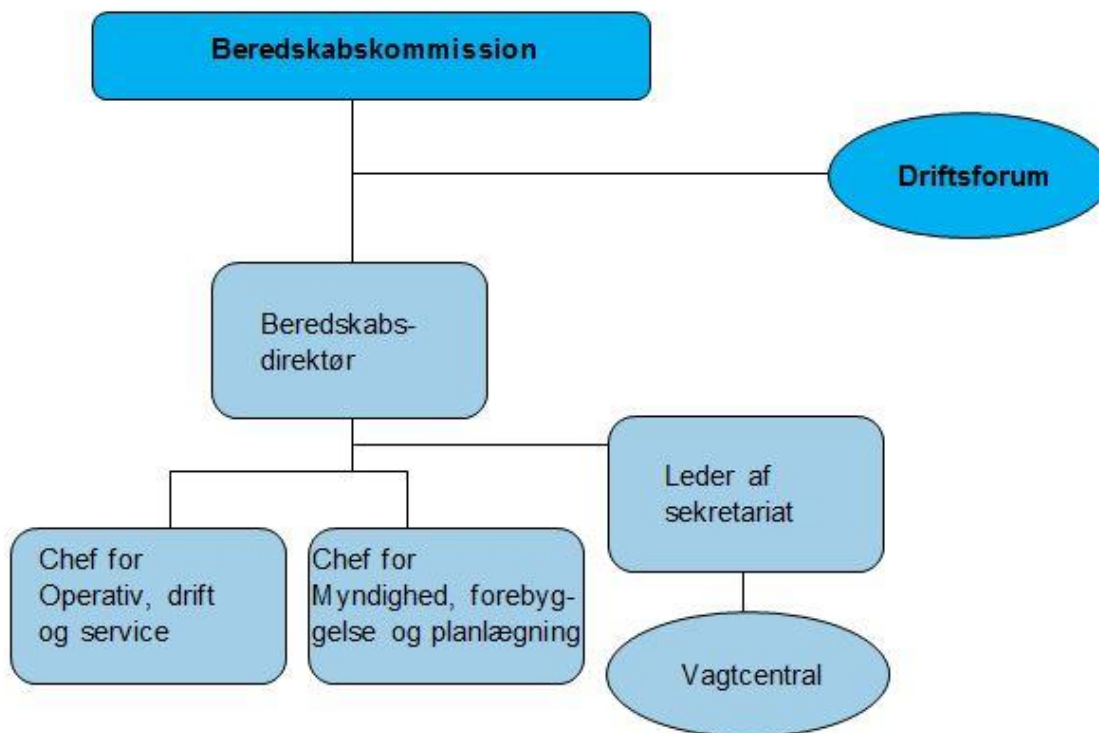 Beredskabskommission
Driftsforum
Beredskabs-
direktør
Leder af
sekretariat
Chef for
Operativ, drift
og service
Chef for
Myndighed, forebyg-
gelse og planlægning
Vagtcentral